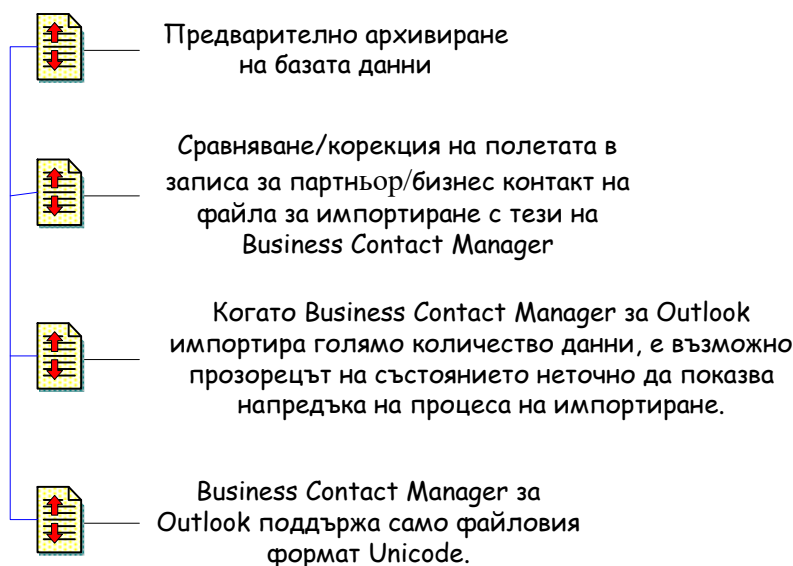 Предварително архивиране
на базата данни
Сравняване/корекция на полетата в
записа за партньор/бизнес контакт на
файла за импортиране с тези на
Business Contact Manager
Когато Business Contact Manager за Outlook
импортира голямо количество данни, е възможно
прозорецът на състоянието неточно да показва
напредъка на процеса на импортиране.
Business Contact Manager за
Outlook поддържа само файловия
формат Unicode.